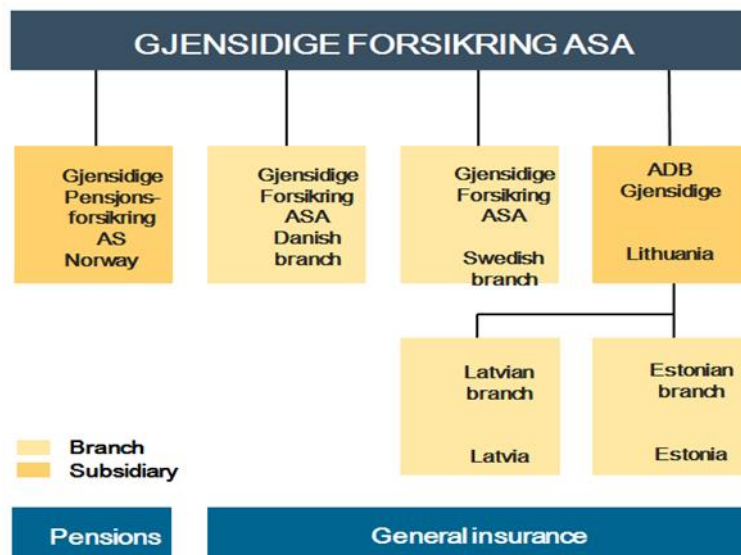 GJENSIDIGE FORSIKRING ASA
Gjensidige
Pensjons-
forsikring
AS
Norway
Gjensidige
Forsikring
ASA
Danish
branch
Gjensidige
Forsikring
ASA
Swedish
branch
ADB
Gjensidige
Lithuania
Latvian
branch
Latvia
Estonian
branch
Estonia
Branch
Subsidiary
Pensions
General insurance